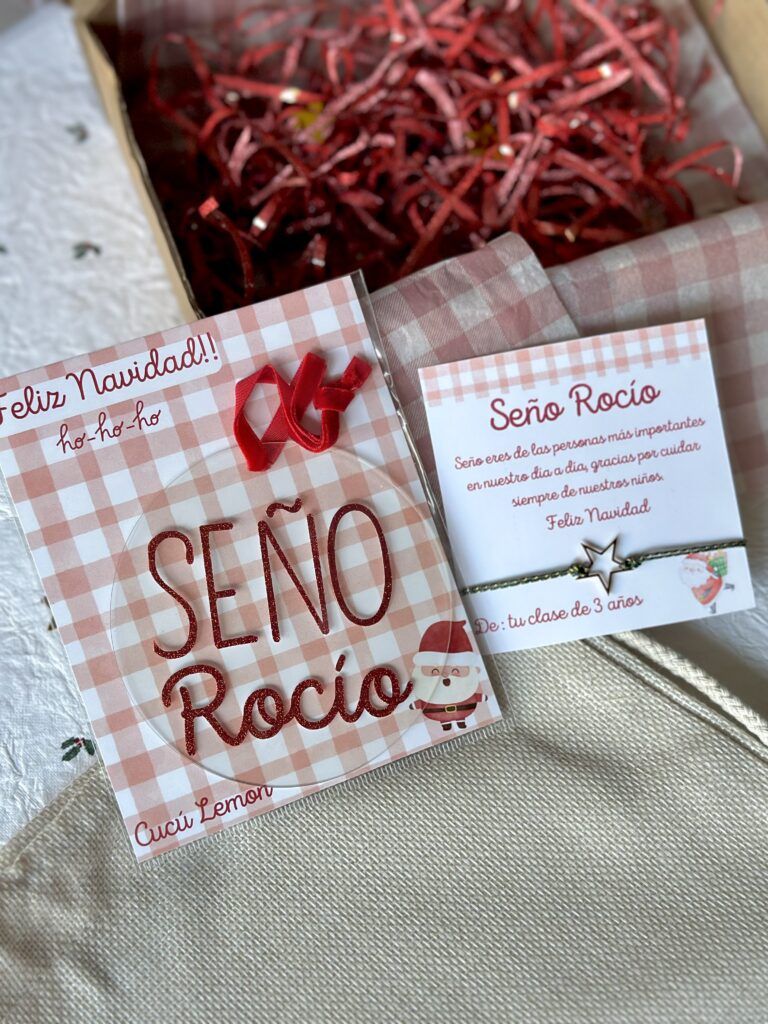 Feliz Navidad!!
ho-ho-ho
SEÑO
Rocío
Cucú Lemon
Seño Rocío
Seño eres de las personas más importantes
en nuestro día a día, gracias por cuidar
siempre de nuestros niños.
Feliz Navidad
De: tu clase de 3 años